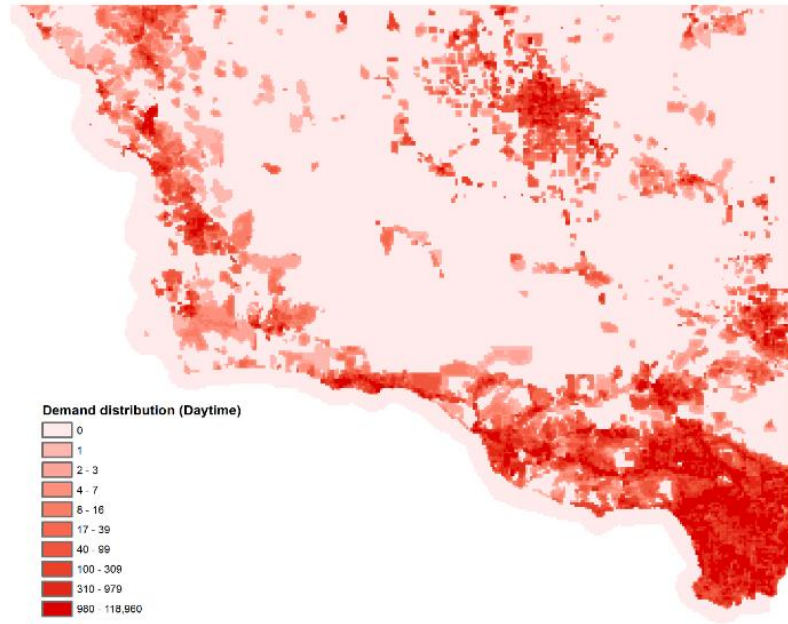 Demand distribution (Daytime)
0
1
2 - 3
4 - 7
8 - 16
17 - 39
40 - 99
100 - 309
310 - 979
980 - 118,960